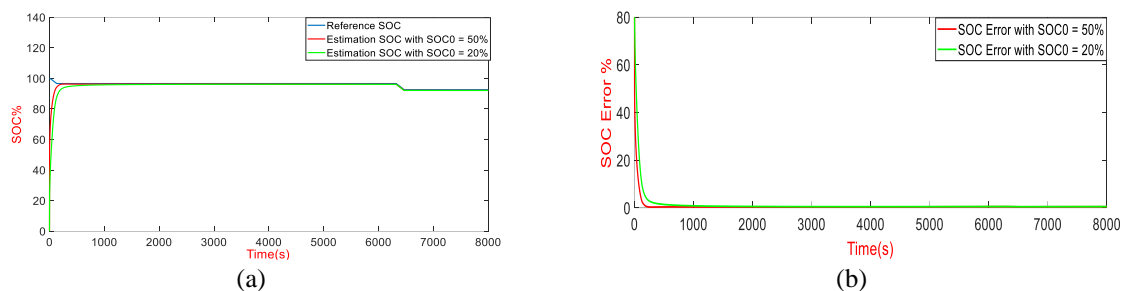 140
120
100
80
60
40
20
0
SOC%
0 1000 2000 3000 4000 5000 6000 7000 8000
Time(s)
Reference SOC
Estimation SOC with SOC0 = 50%
Estimation SOC with SOC0 = 20%
(a)
80
60
40
20
0
SOC Error %
0 1000 2000 3000 4000 5000 6000 7000 8000
Time(s)
SOC Error with SOC0 = 50%
SOC Error with SOC0 = 20%
(b)